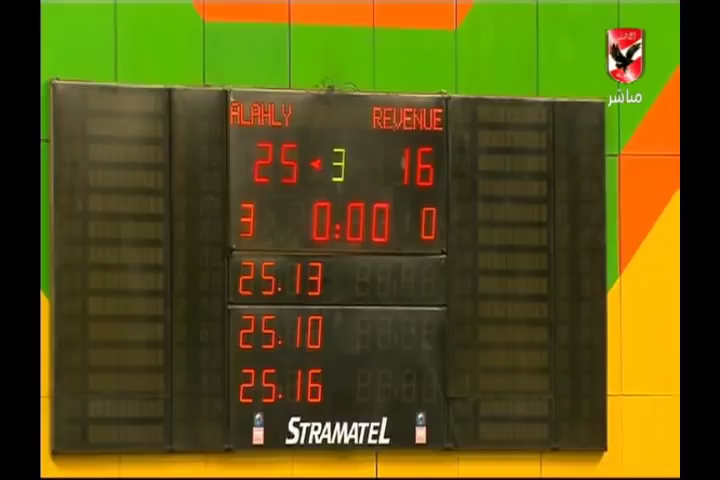 مباشر
ALAHLY REVENUE
25 3 16
3 0:00 0
25.13
25.10
25.16
STRAMATEL